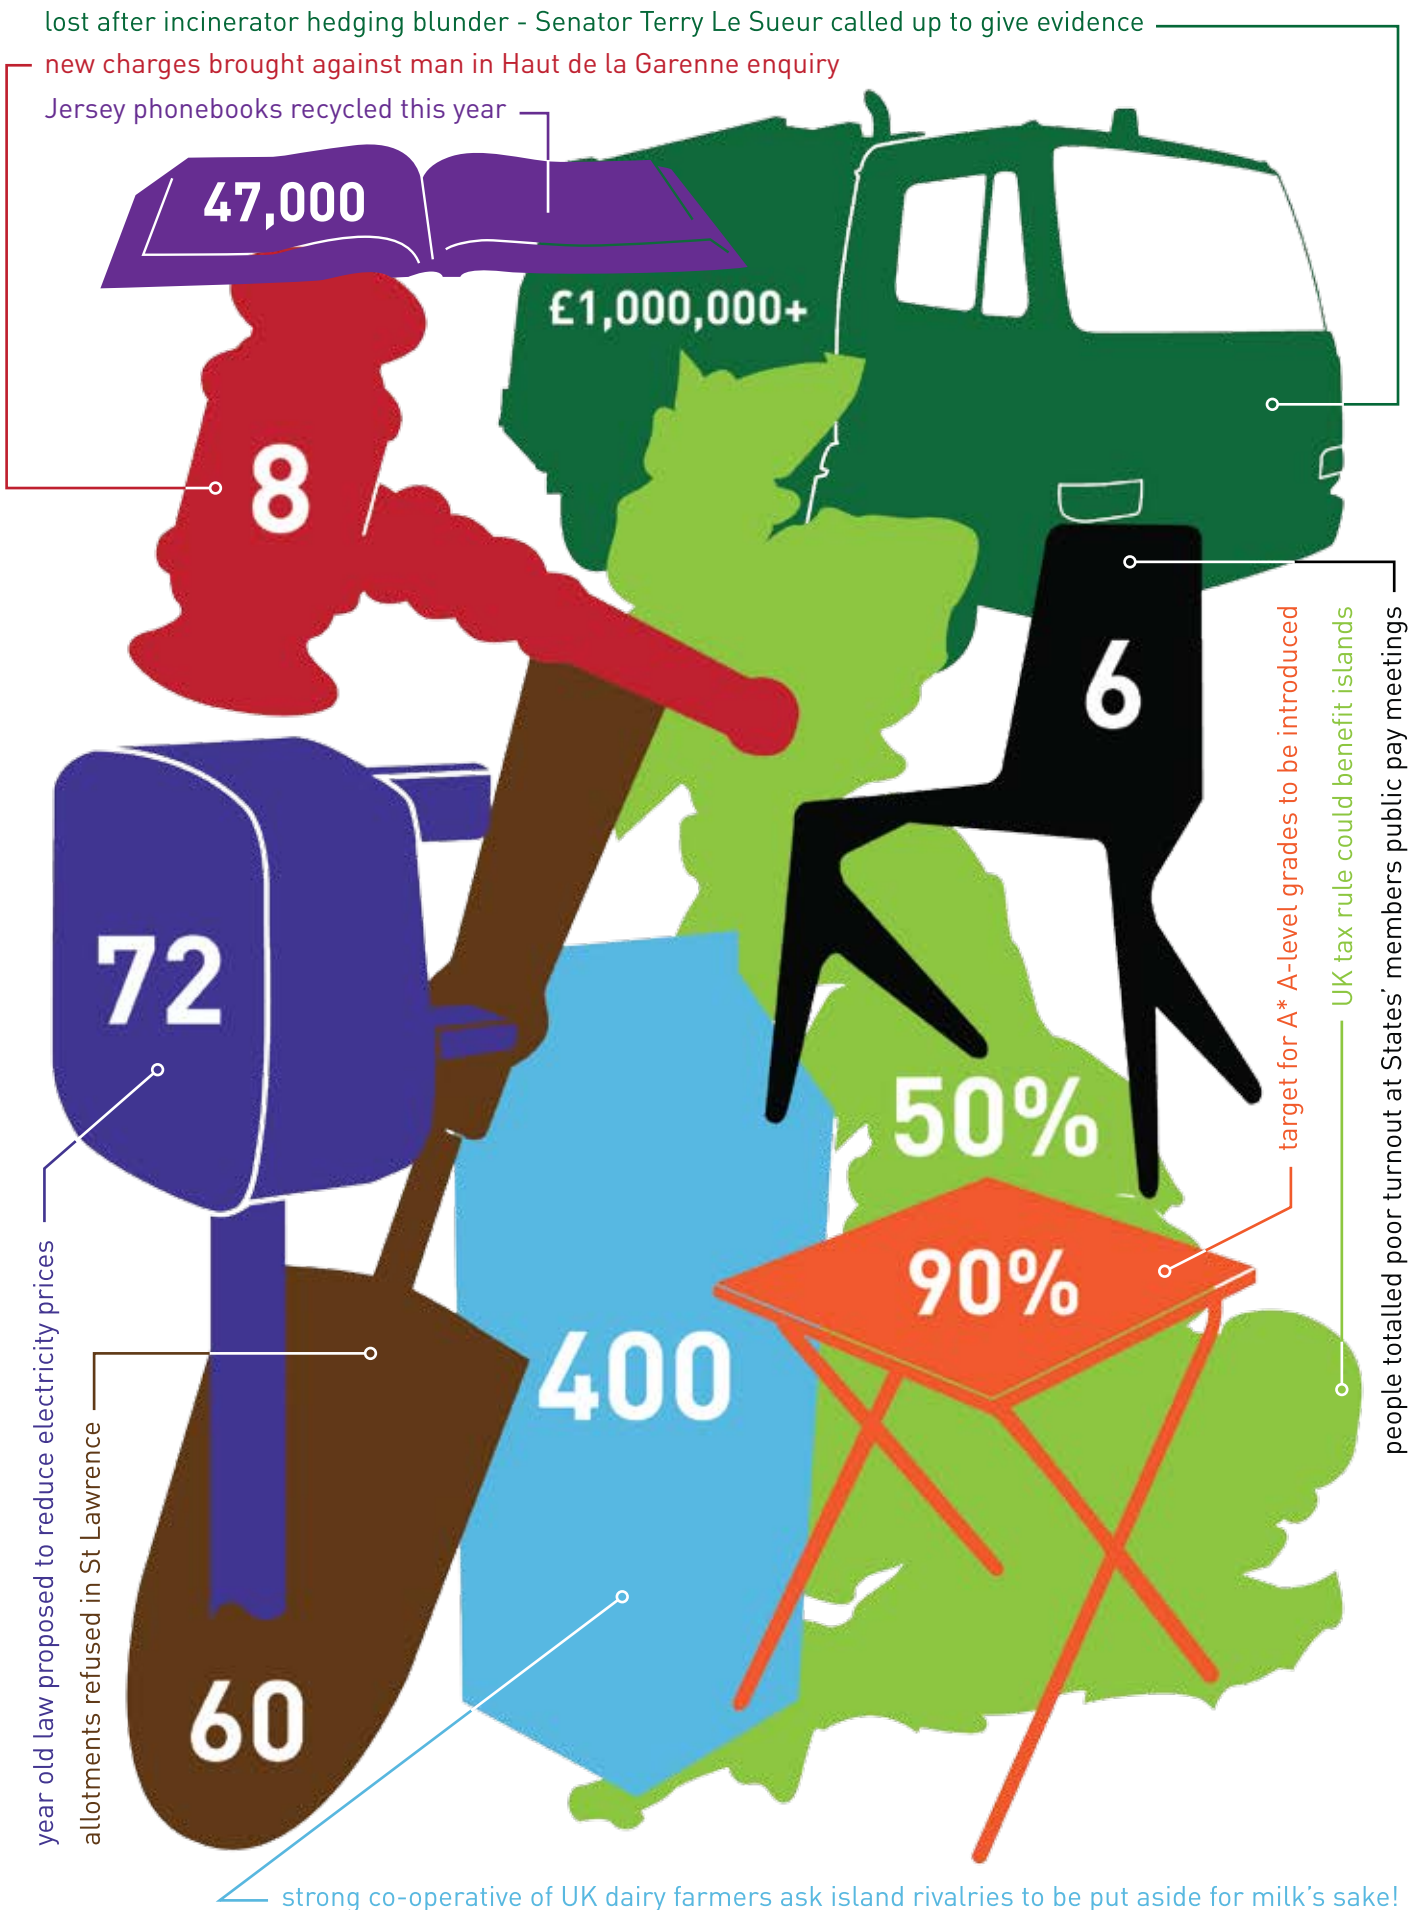 lost after incinerator hedging blunder - Senator Terry Le Sueur called up to give evidence
new charges brought against man in Haut de la Garenne enquiry
Jersey phonebooks recycled this year
47,000
£1,000,000+
8
6
72
50%
90%
400
60
target for A* A-level grades to be introduced
UK tax rule could benefit islands
people totalled poor turnout at States’ members public pay meetings
year old law proposed to reduce electricity prices
allotments refused in St Lawrence
strong co-operative of UK dairy farmers ask island rivalries to be put aside for milk’s sake!